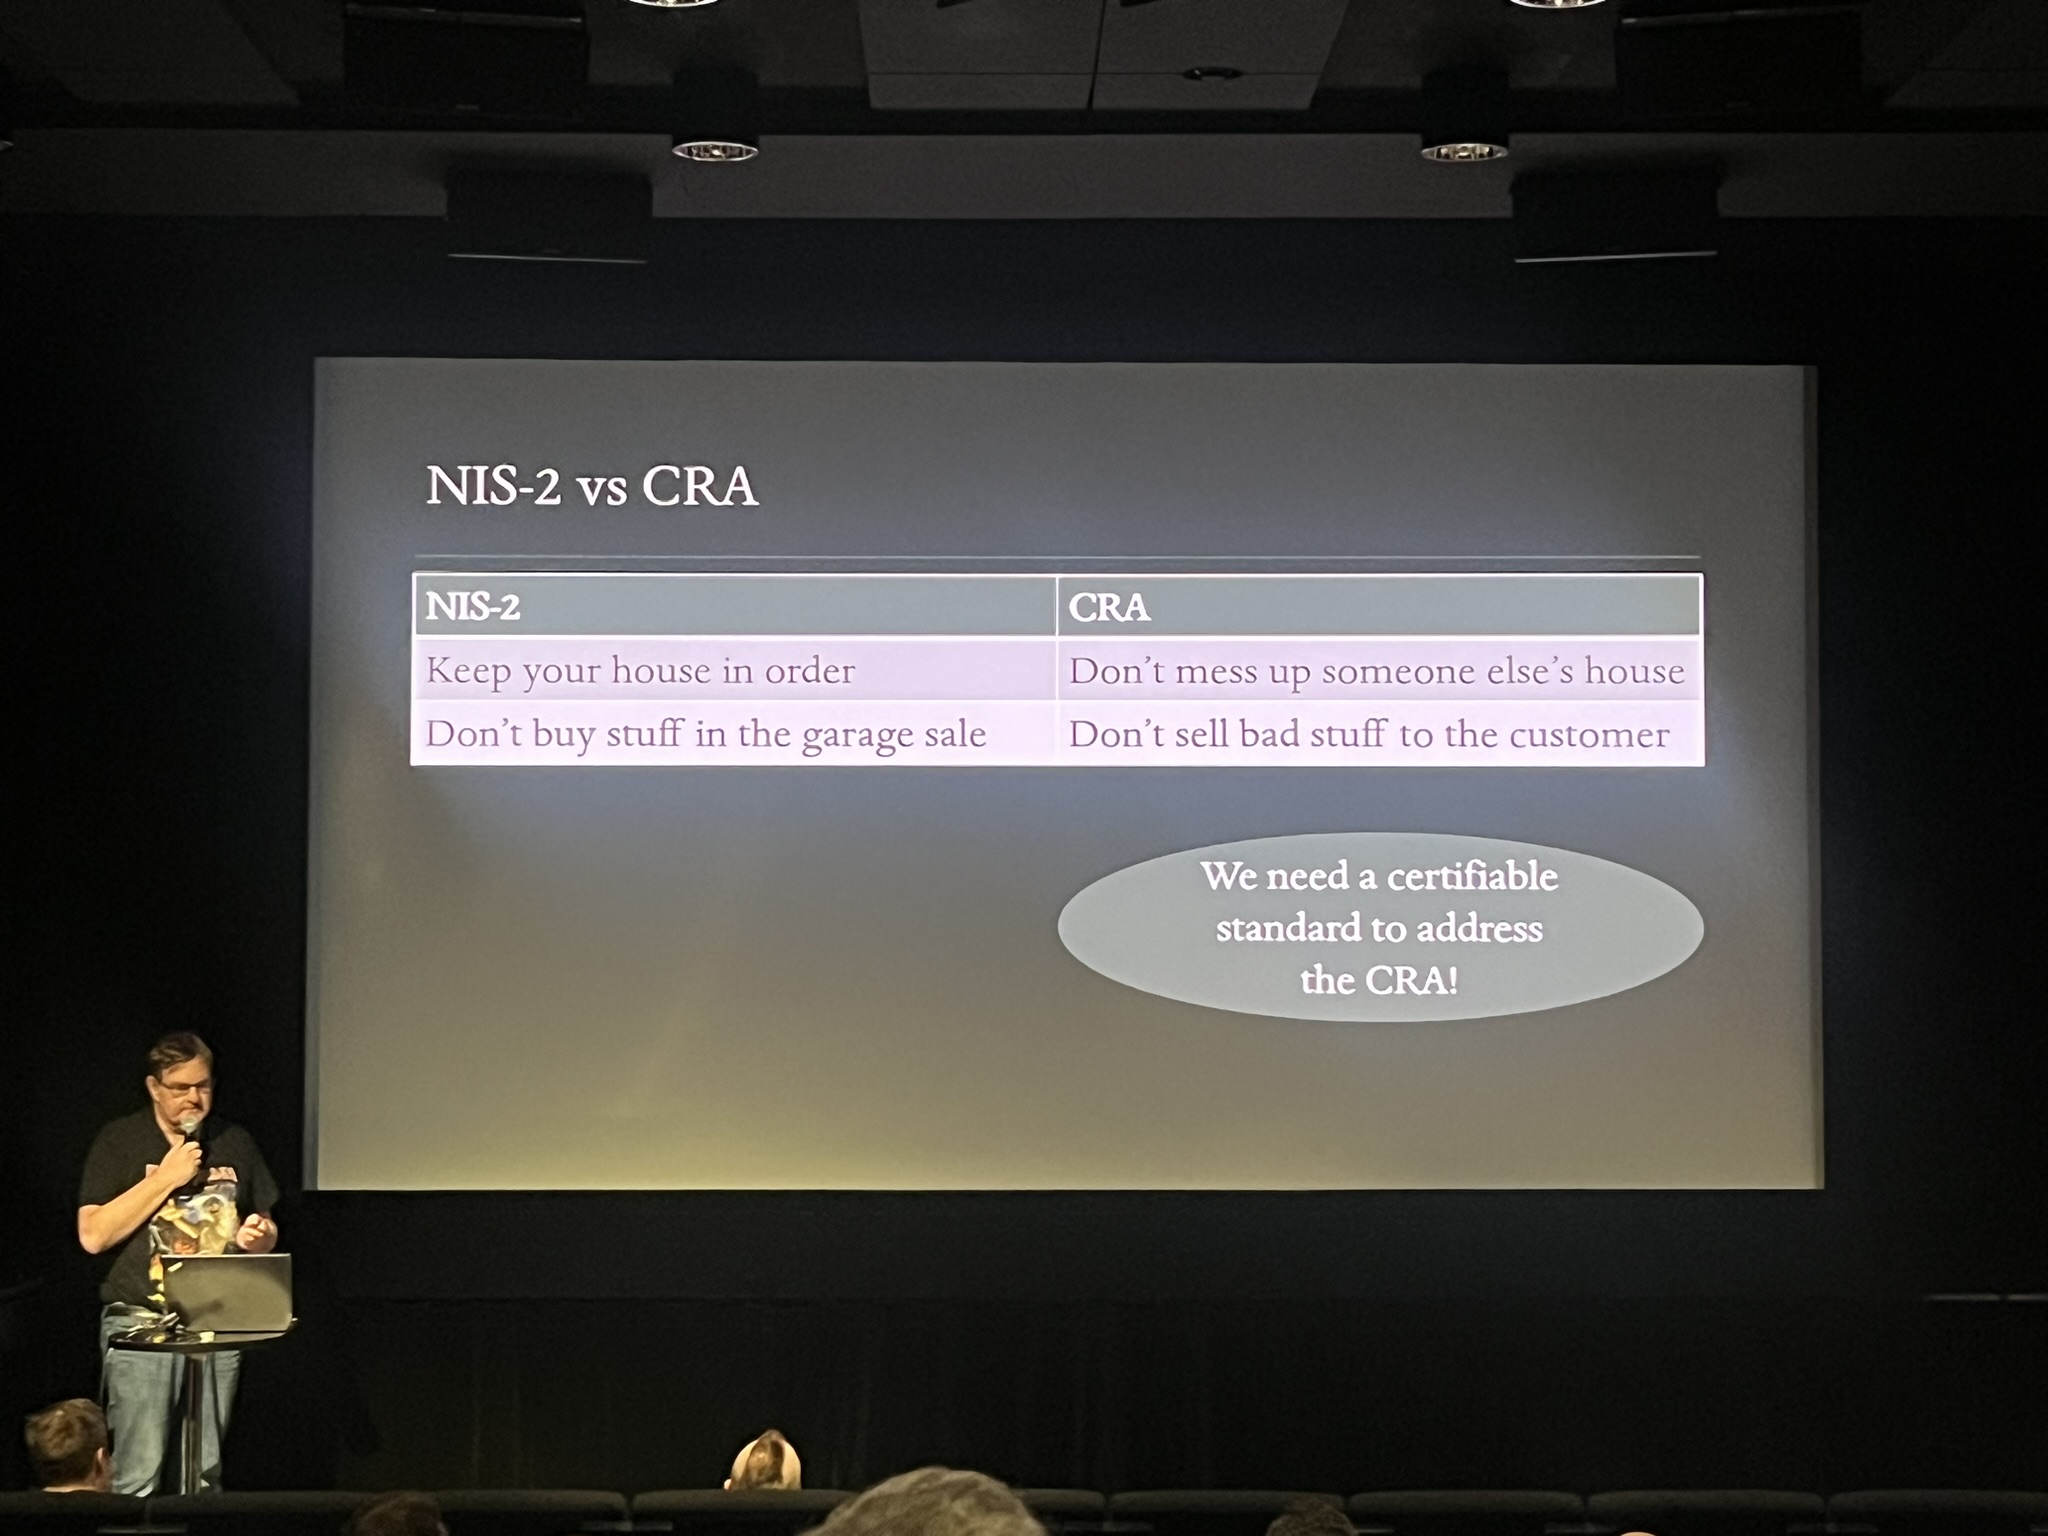 NIS-2 vs CRA
NIS-2
CRA
Keep your house in order
Don't mess up someone else's house
Don't buy stuff in the garage sale
Don't sell bad stuff to the customer
We need a certifiable
standard to address
the CRA!